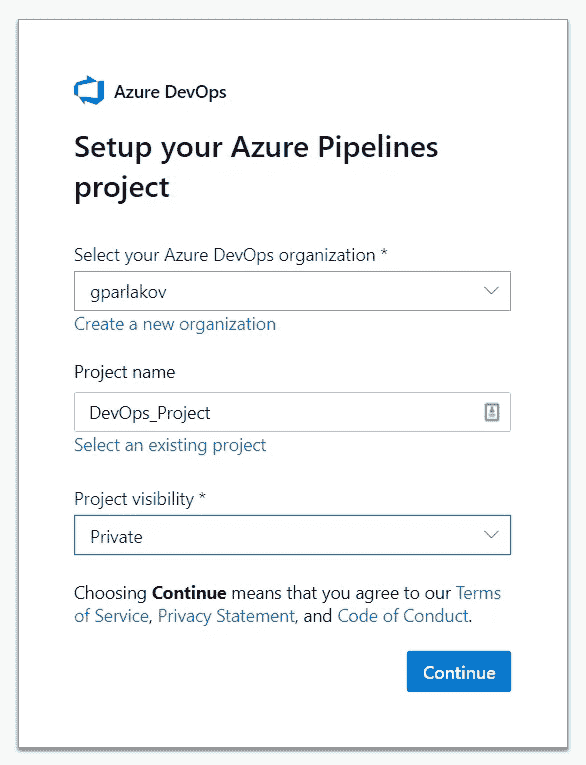 Azure DevOps
Setup your Azure Pipelines
project
Select your Azure DevOps organization *
gparlakov
Create a new organization
Project name
DevOps_Project
Select an existing project
Project visibility *
Private
Choosing Continue means that you agree to our Terms
of Service, Privacy Statement, and Code of Conduct.
Continue